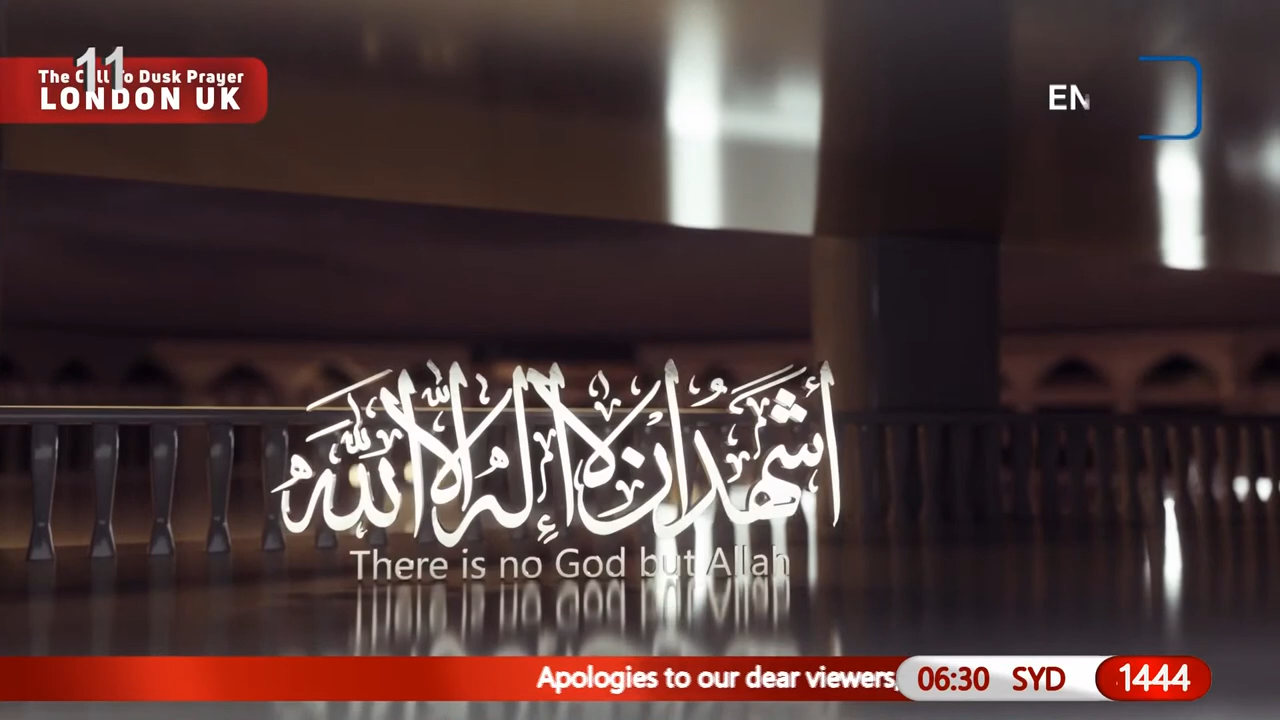 11
The Call To Dusk Prayer
LONDON UK
EN
أشهد أن لا إله إلا الله
There is no God but Allah
Apologies to our dear viewers,
06:30 SYD
1444